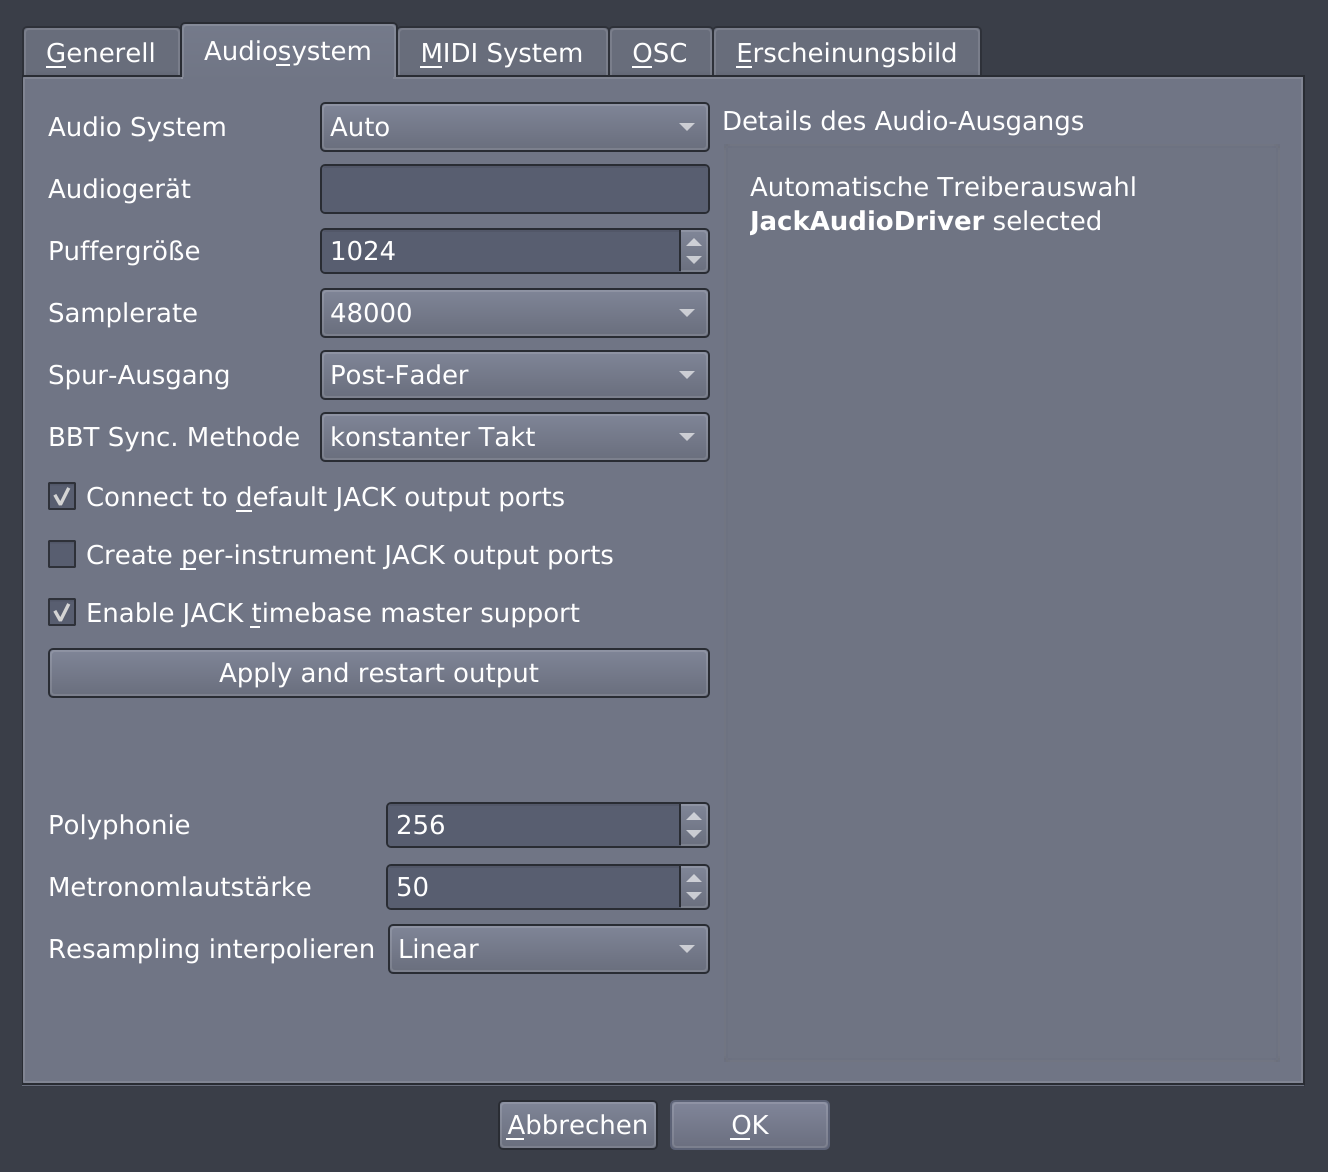 Generell Audiosystem MIDI System OSC Erscheinungsbild
Audio System Auto
Audiogerät
Puffergröße 1024
Samplerate 48000
Spur-Ausgang Post-Fader
BBT Sync. Methode konstanter Takt
Connect to default JACK output ports
Create per-instrument JACK output ports
Enable JACK timebase master support
Apply and restart output
Polyphonie 256
Metronomlautstärke 50
Resampling interpolieren Linear
Details des Audio-Ausgangs
Automatische Treiberauswahl
JackAudioDriver selected
Abbrechen OK